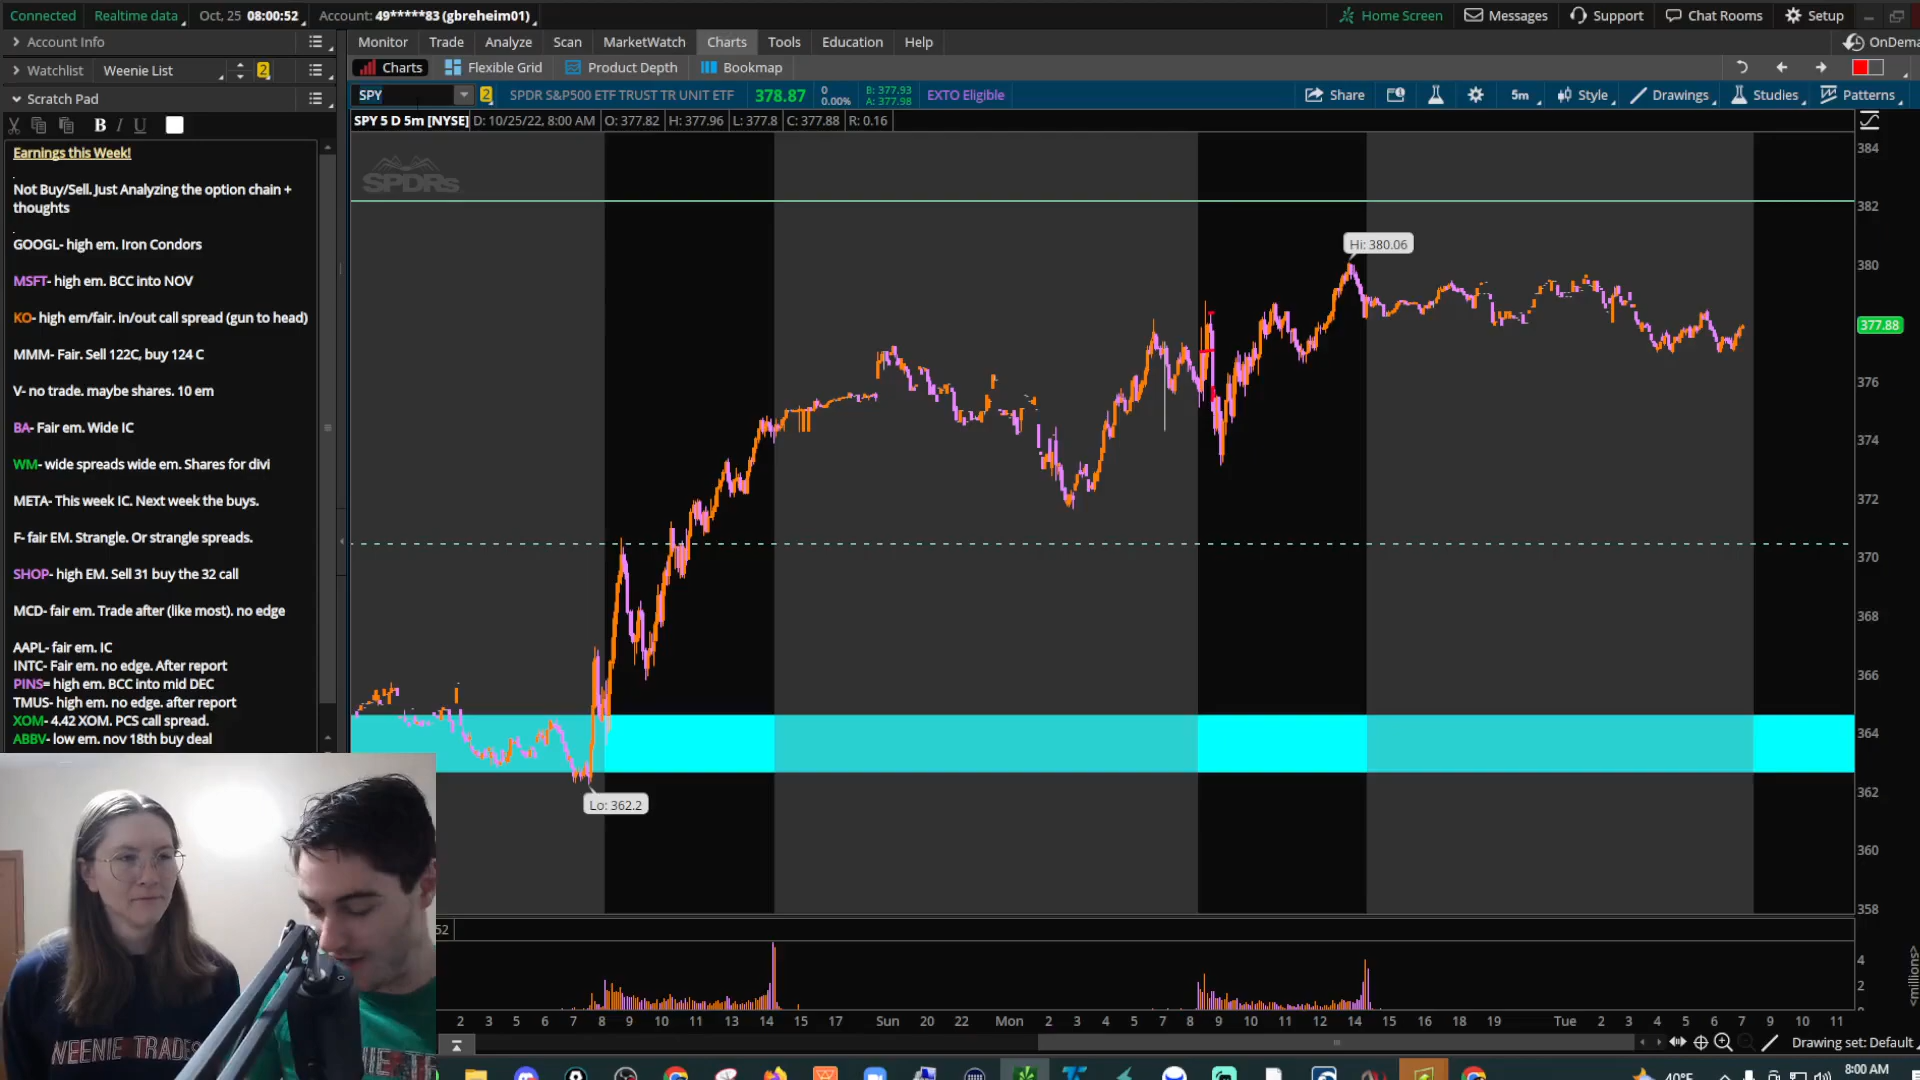 Connected
Realtime data
Oct, 25 08:00:52
Account: 49*****83 (gbreheim01)
Home Screen
Messages
Support
Chat Rooms
Setup
Account Info
Monitor Trade Analyze Scan MarketWatch Charts Tools Education Help
OnDema
Watchlist Weenie List 2
Charts Flexible Grid Product Depth Bookmap
Scratch Pad
SPY 2 SPDR S&P500 ETF TRUST TR UNIT ETF 378.87 0 0.00% B: 377.93 A: 377.98 EXTO Eligible
Share 5m Style Drawings Studies Patterns
B I U
SPY 5 D 5m [NYSE] D: 10/25/22, 8:00 AM O: 377.82 H: 377.96 L: 377.8 C: 377.88 R: 0.16
SPDRs
Earnings this Week!
.
Not Buy/Sell. Just Analyzing the option chain +
thoughts
.
GOOGL- high em. Iron Condors
MSFT- high em. BCC into NOV
KO- high em/fair. in/out call spread (gun to head)
MMM- Fair. Sell 122C, buy 124 C
V- no trade. maybe shares. 10 em
BA- Fair em. Wide IC
WM- wide spreads wide em. Shares for divi
META- This week IC. Next week the buys.
F- fair EM. Strangle. Or strangle spreads.
SHOP- high EM. Sell 31 buy the 32 call
MCD- fair em. Trade after (like most). no edge
AAPL- fair em. IC
INTC- Fair em. no edge. After report
PINS= high em. BCC into mid DEC
TMUS- high em. no edge. after report
XOM- 4.42 XOM. PCS call spread.
ABBV- low em. nov 18th buy deal
Hi: 380.06
Lo: 362.2
384
382
380
377.88
376
374
372
370
368
366
364
362
360
358
52
4
2
0
<millions>
2 3 5 6 7 8 9 10 11 13 14 15 17 Sun 20 22 Mon 2 3 4 5 6 7 8 9 10 11 12 14 15 16 18 19 Tue 2 3 4 5 6 7 9 10 11
Drawing set: Default
WEENIE TRADES
40°F
8:00 AM